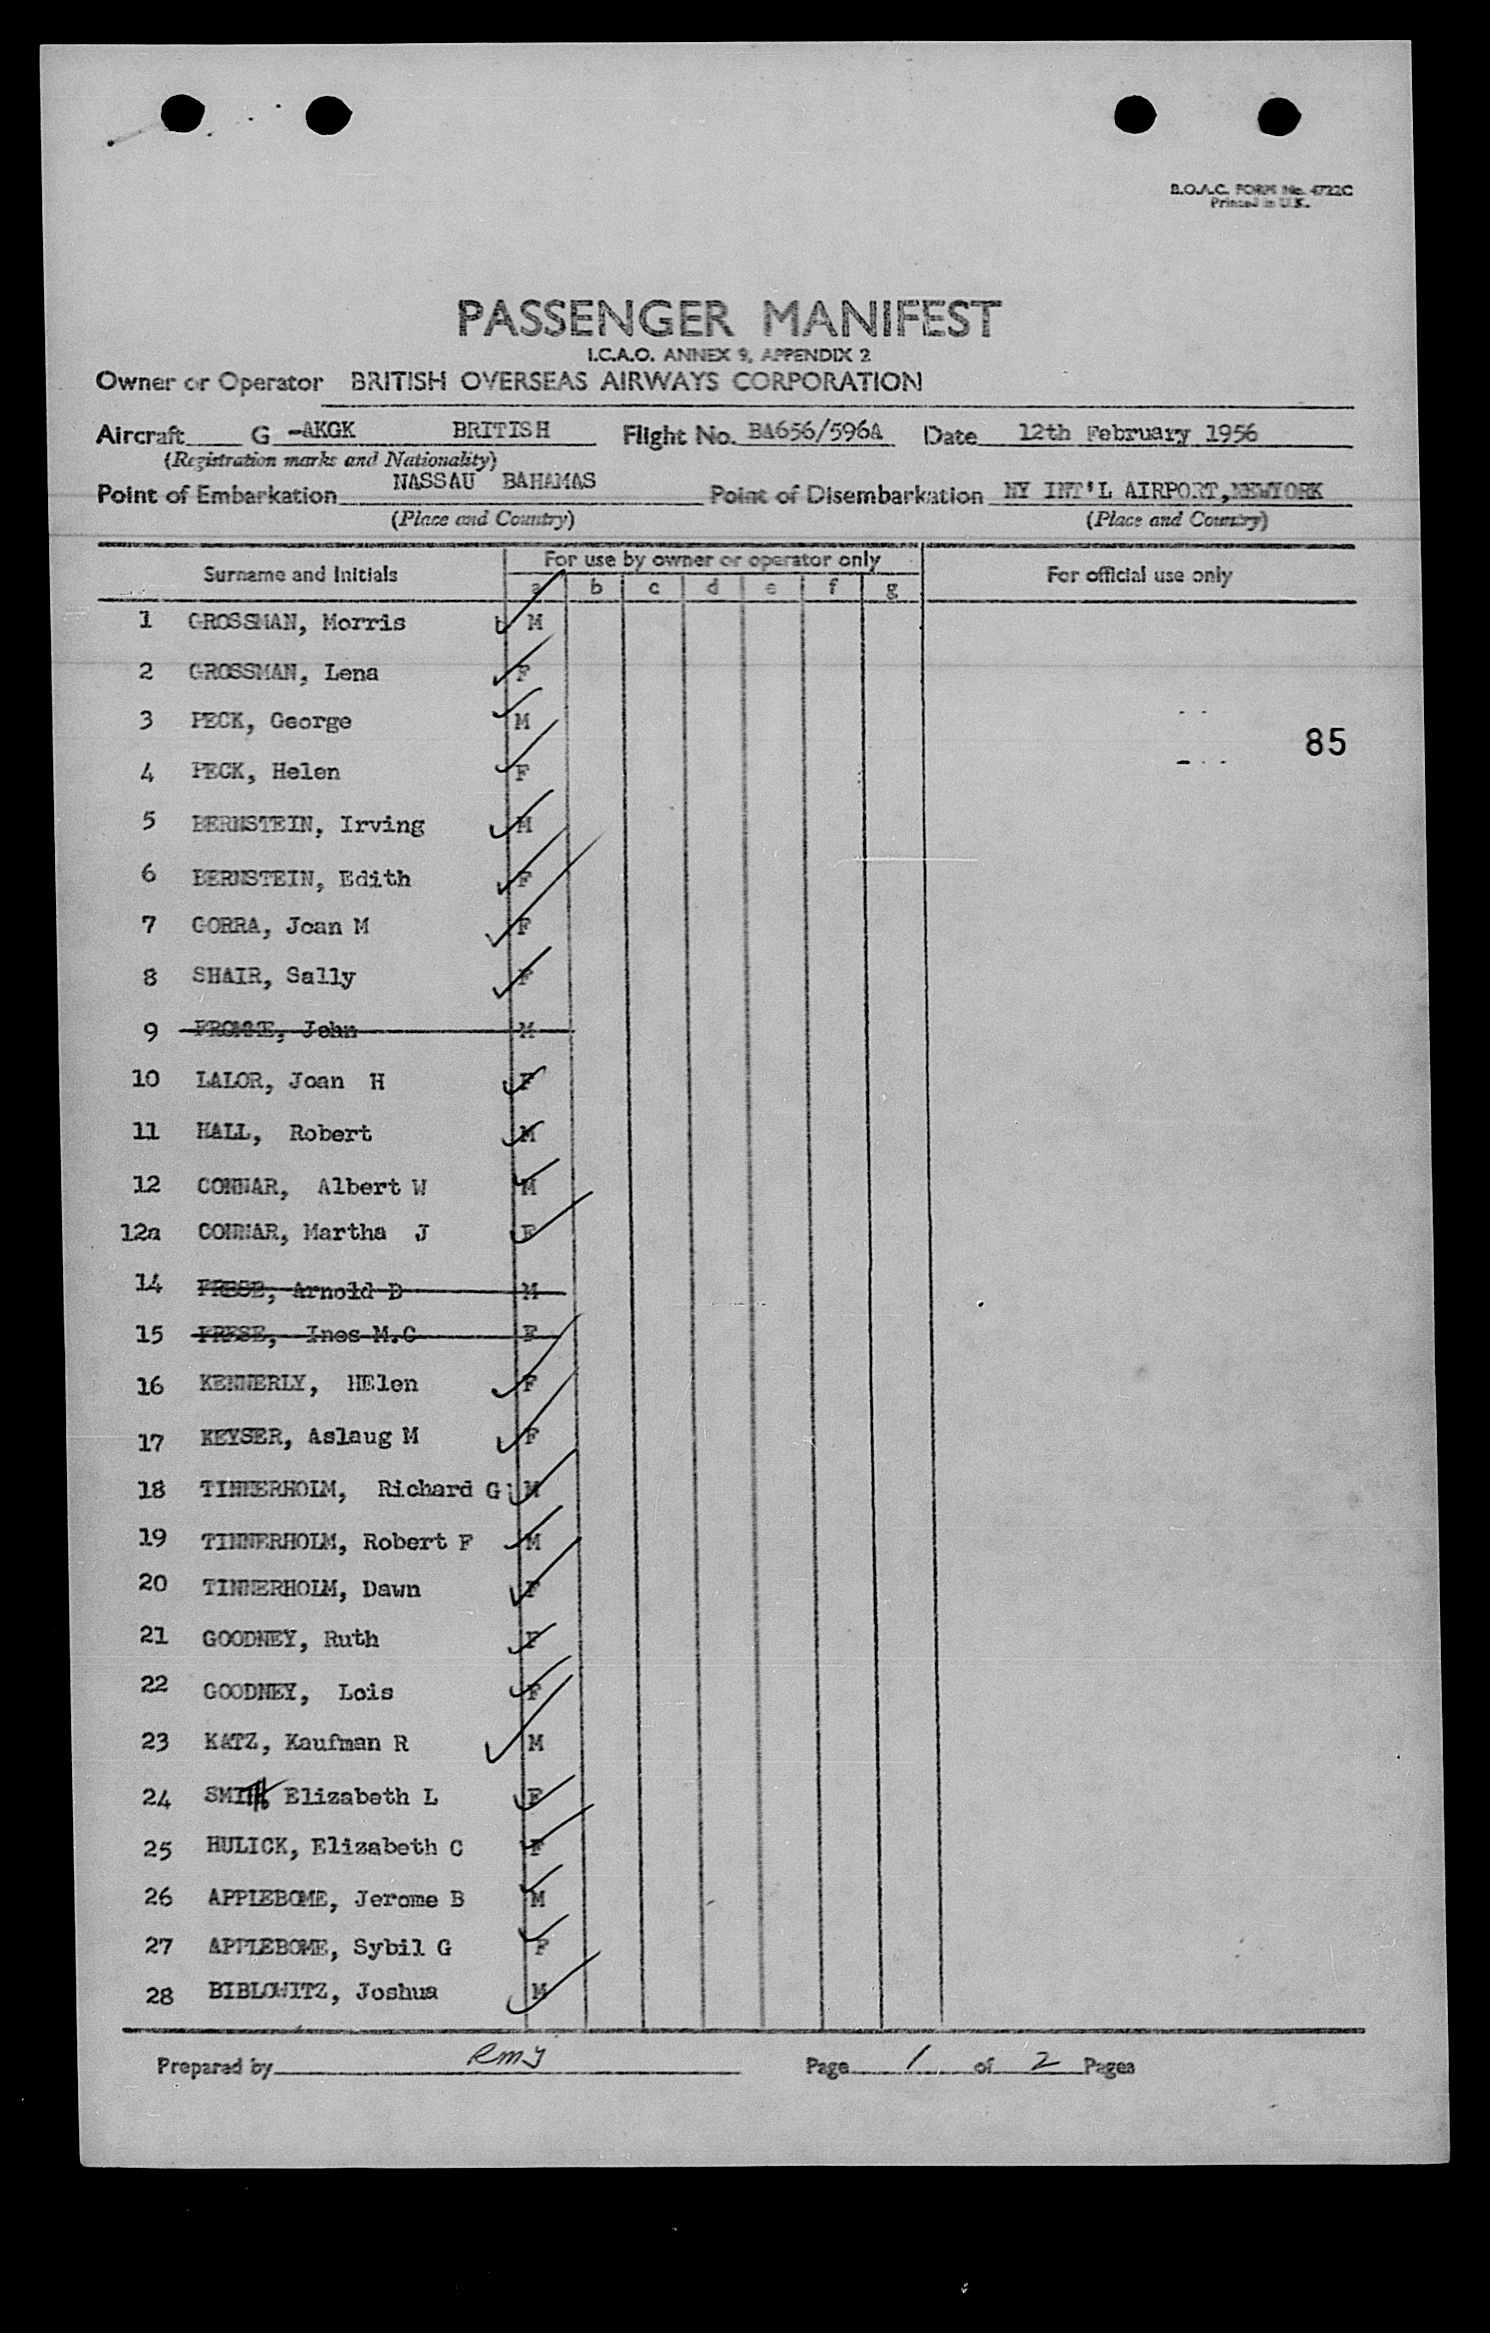 B.O.A.C. FORM No. 4722C
Printed in U.K.
PASSENGER MANIFEST
I.C.A.O. ANNEX 9, APPENDIX 2
Owner or Operator BRITISH OVERSEAS AIRWAYS CORPORATION
Aircraft G -AKGK BRITISH Flight No. BA656/596A Date 12th February 1956
(Registration marks and Nationality)
Point of Embarkation NASSAU BAHAMAS Point of Disembarkation NY INT'L AIRPORT,NEWYORK
(Place and Country) (Place and Country)
Surname and Initials For use by owner or operator only For official use only
a b c d e f g
1 GROSSMAN, Morris M
2 GROSSMAN, Lena F
3 PECK, George M
85
4 PECK, Helen F
5 BERNSTEIN, Irving M
6 BERNSTEIN, Edith F
7 GORRA, Joan M F
8 SHAIR, Sally F
9 John M
10 LALOR, Joan H F
11 HALL, Robert M
12 CONNAR, Albert W M
12a CONNAR, Martha J F
14 FRESE, Arnold D M
15 FRESE, Ines M.C F
16 KENNERLY, HElen F
17 KEYSER, Aslaug M F
18 TINNERHOLM, Richard G M
19 TINNERHOLM, Robert F M
20 TINNERHOLM, Dawn F
21 GOODNEY, Ruth F
22 GOODNEY, Lois F
23 KATZ, Kaufman R M
24 SMITH, Elizabeth L F
25 HULICK, Elizabeth C F
26 APPLEBOME, Jerome B M
27 APPLEBOME, Sybil G F
28 BIBLOWITZ, Joshua M
Prepared by RMJ Page 1 of 2 Pages